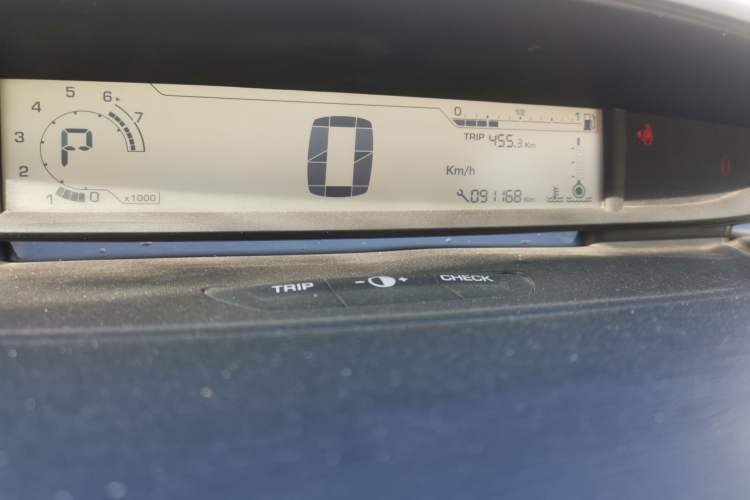 5
6
7
4
3
P
2
1
0
x1000
0
0
1/2
1
TRIP 455.3 Km
Km/h
091168 Km
TRIP
- +
CHECK